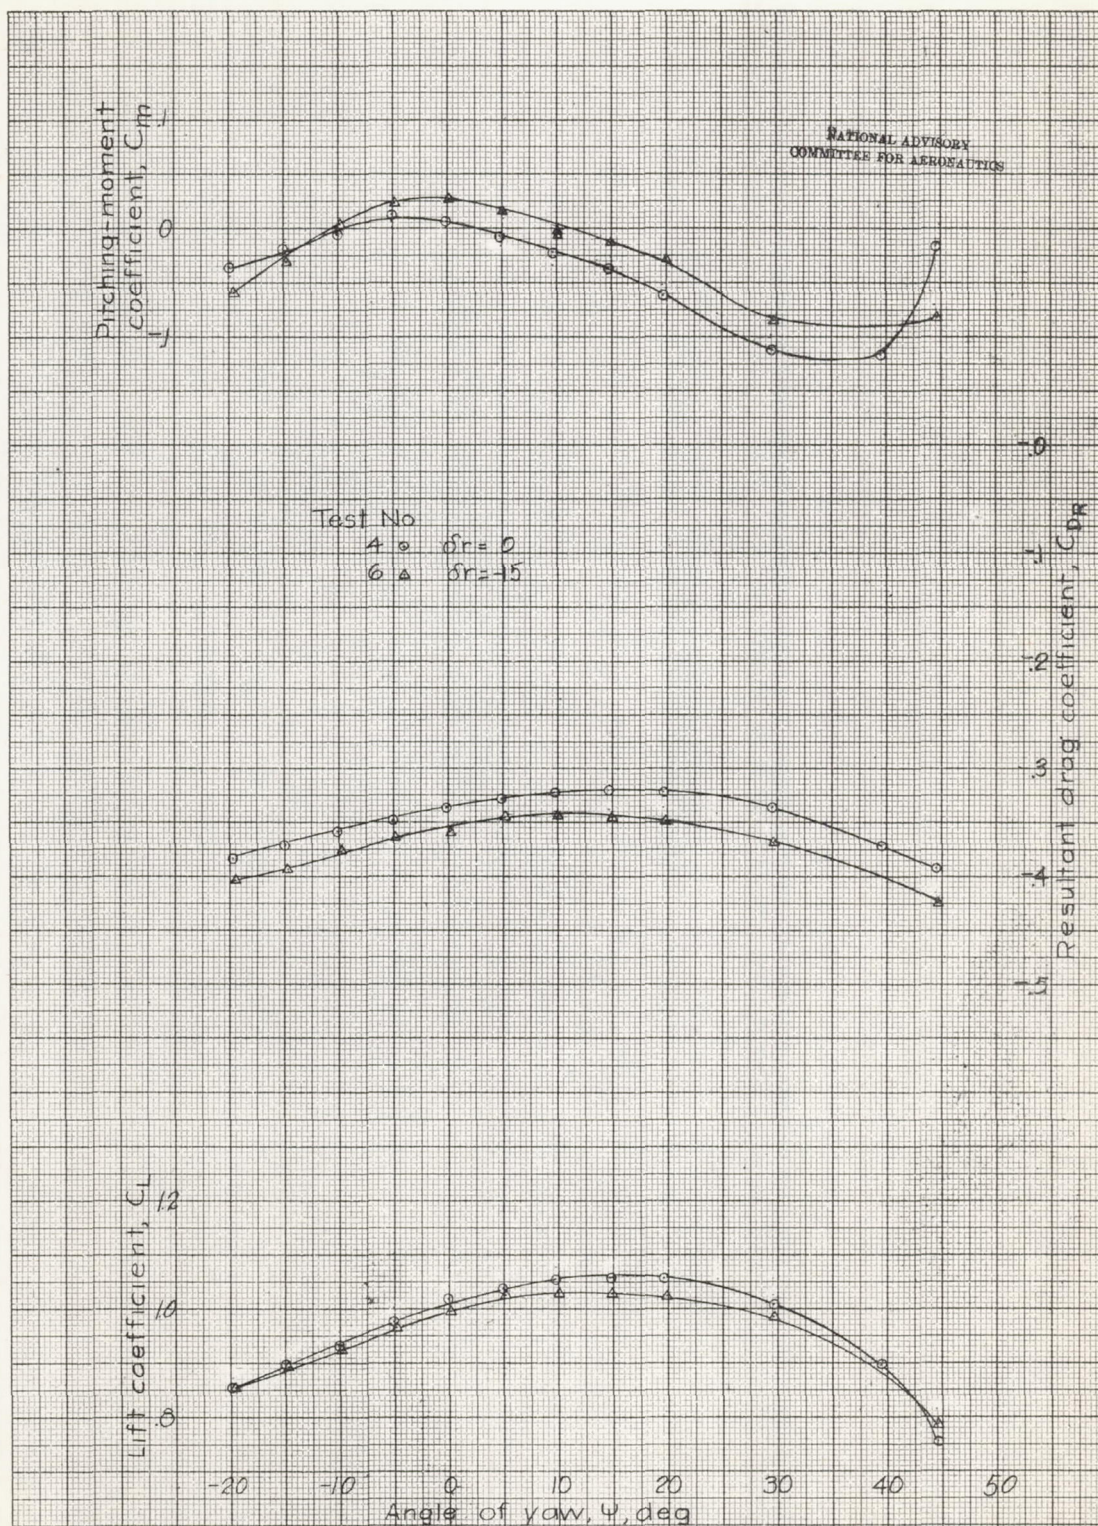 NATIONAL ADVISORY
COMMITTEE FOR AERONAUTICS
Pitching-moment
coefficient, Cm
.1
0
-.1
Test No
4 ⊙ δr = 0
6 △ δr = -15
Resultant drag coefficient, CDR
-.0
-.1
-.2
-.3
-.4
-.5
Lift coefficient, CL
1.2
1.0
.8
-20 -10 0 10 20 30 40 50
Angle of yaw, Ψ, deg